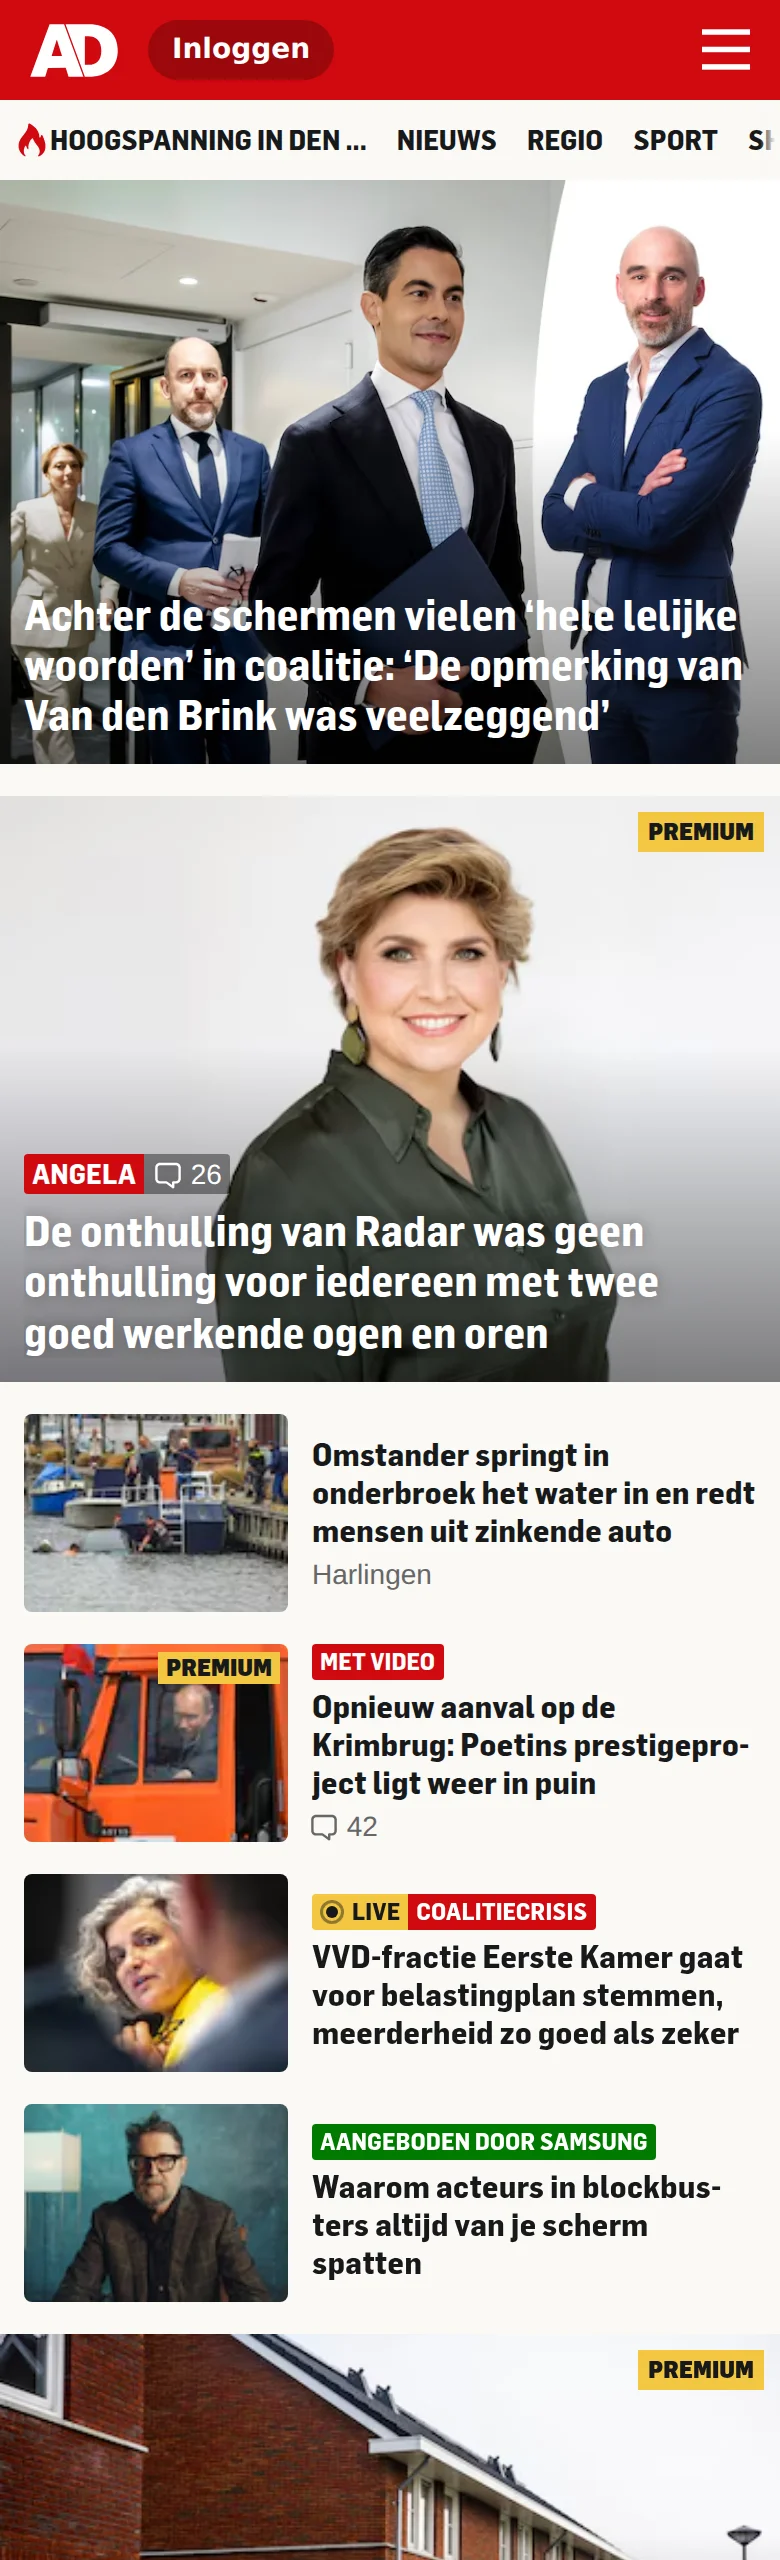 AD
Inloggen
HOOGSPANNING IN DEN ...
NIEUWS
REGIO
SPORT
Achter de schermen vielen ‘hele lelijke
woorden’ in coalitie: ‘De opmerking van
Van den Brink was veelzeggend’
PREMIUM
ANGELA
26
De onthulling van Radar was geen
onthulling voor iedereen met twee
goed werkende ogen en oren
Omstander springt in
onderbroek het water in en redt
mensen uit zinkende auto
Harlingen
PREMIUM
MET VIDEO
Opnieuw aanval op de
Krimbrug: Poetins prestigepro-
ject ligt weer in puin
42
LIVE COALITIECRISIS
VVD-fractie Eerste Kamer gaat
voor belastingplan stemmen,
meerderheid zo goed als zeker
AANGEBODEN DOOR SAMSUNG
Waarom acteurs in blockbus-
ters altijd van je scherm
spatten
PREMIUM